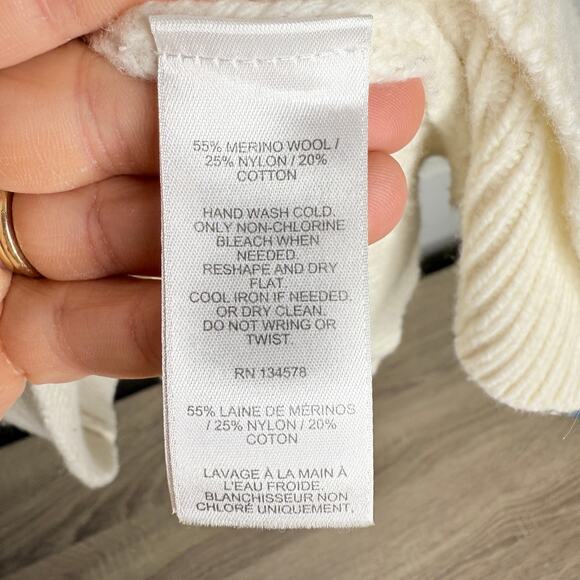 55% MERINO WOOL /
25% NYLON / 20%
COTTON
HAND WASH COLD.
ONLY NON-CHLORINE
BLEACH WHEN
NEEDED.
RESHAPE AND DRY
FLAT
COOL IRON IF NEEDED.
OR DRY CLEAN.
DO NOT WRING OR
TWIST.
RN 134578
55% LAINE DE MÉRINOS
/ 25% NYLON / 20%
COTON
LAVAGE À LA MAIN À
L'EAU FROIDE.
BLANCHISSEUR NON
CHLORÉ UNIQUEMENT,